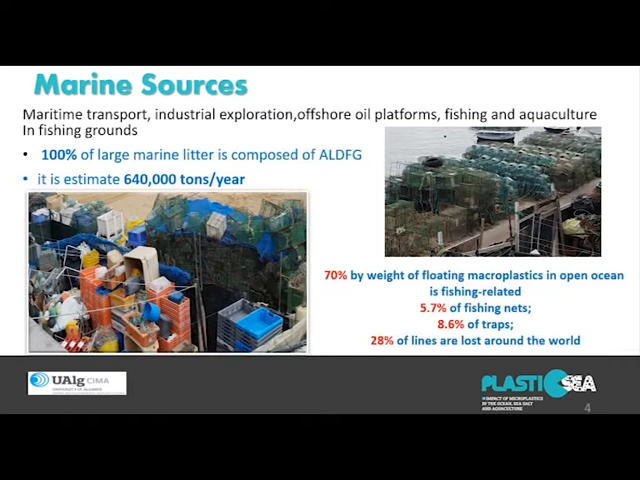 Marine Sources
Maritime transport, industrial exploration,offshore oil platforms, fishing and aquaculture
In fishing grounds
• 100% of large marine litter is composed of ALDFG
• it is estimate 640,000 tons/year
70% by weight of floating macroplastics in open ocean
is fishing-related
5.7% of fishing nets;
8.6% of traps;
28% of lines are lost around the world
UAlg CIMA
UNIVERSITY OF ALGARVE
PLASTICSEA
IMPACT OF MICROPLASTICS
IN THE OCEAN, SEA SALT
AND AQUACULTURE
4